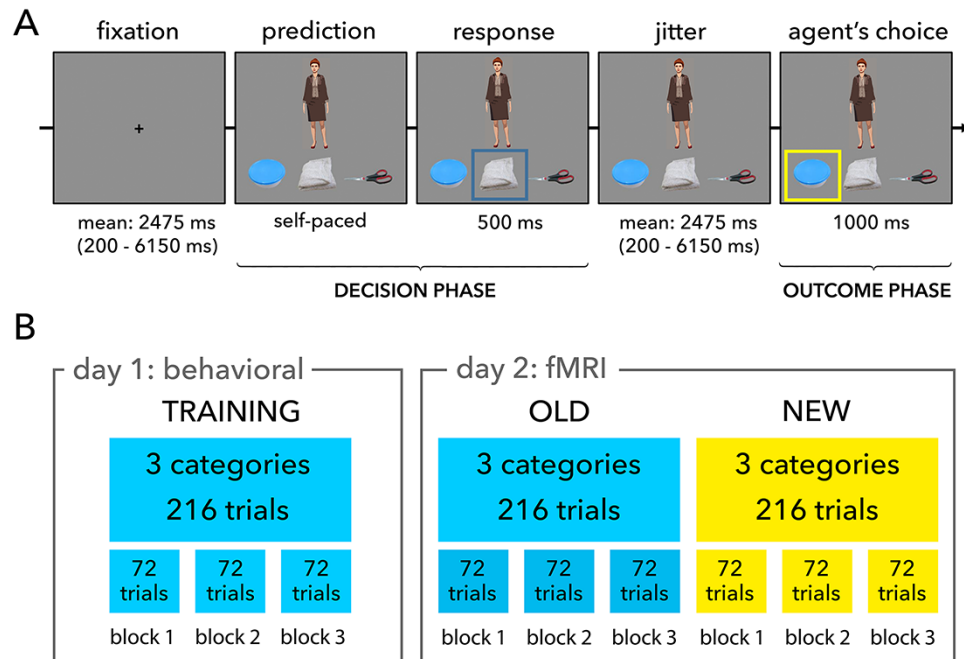 A
fixation
prediction
response
jitter
agent's choice
+
mean: 2475 ms
(200 - 6150 ms)
self-paced
500 ms
mean: 2475 ms
(200 - 6150 ms)
1000 ms
DECISION PHASE
OUTCOME PHASE
B
day 1: behavioral
day 2: fMRI
TRAINING
OLD
NEW
3 categories
216 trials
3 categories
216 trials
3 categories
216 trials
72
trials
72
trials
72
trials
72
trials
72
trials
72
trials
72
trials
72
trials
72
trials
block 1
block 2
block 3
block 1
block 2
block 3
block 1
block 2
block 3